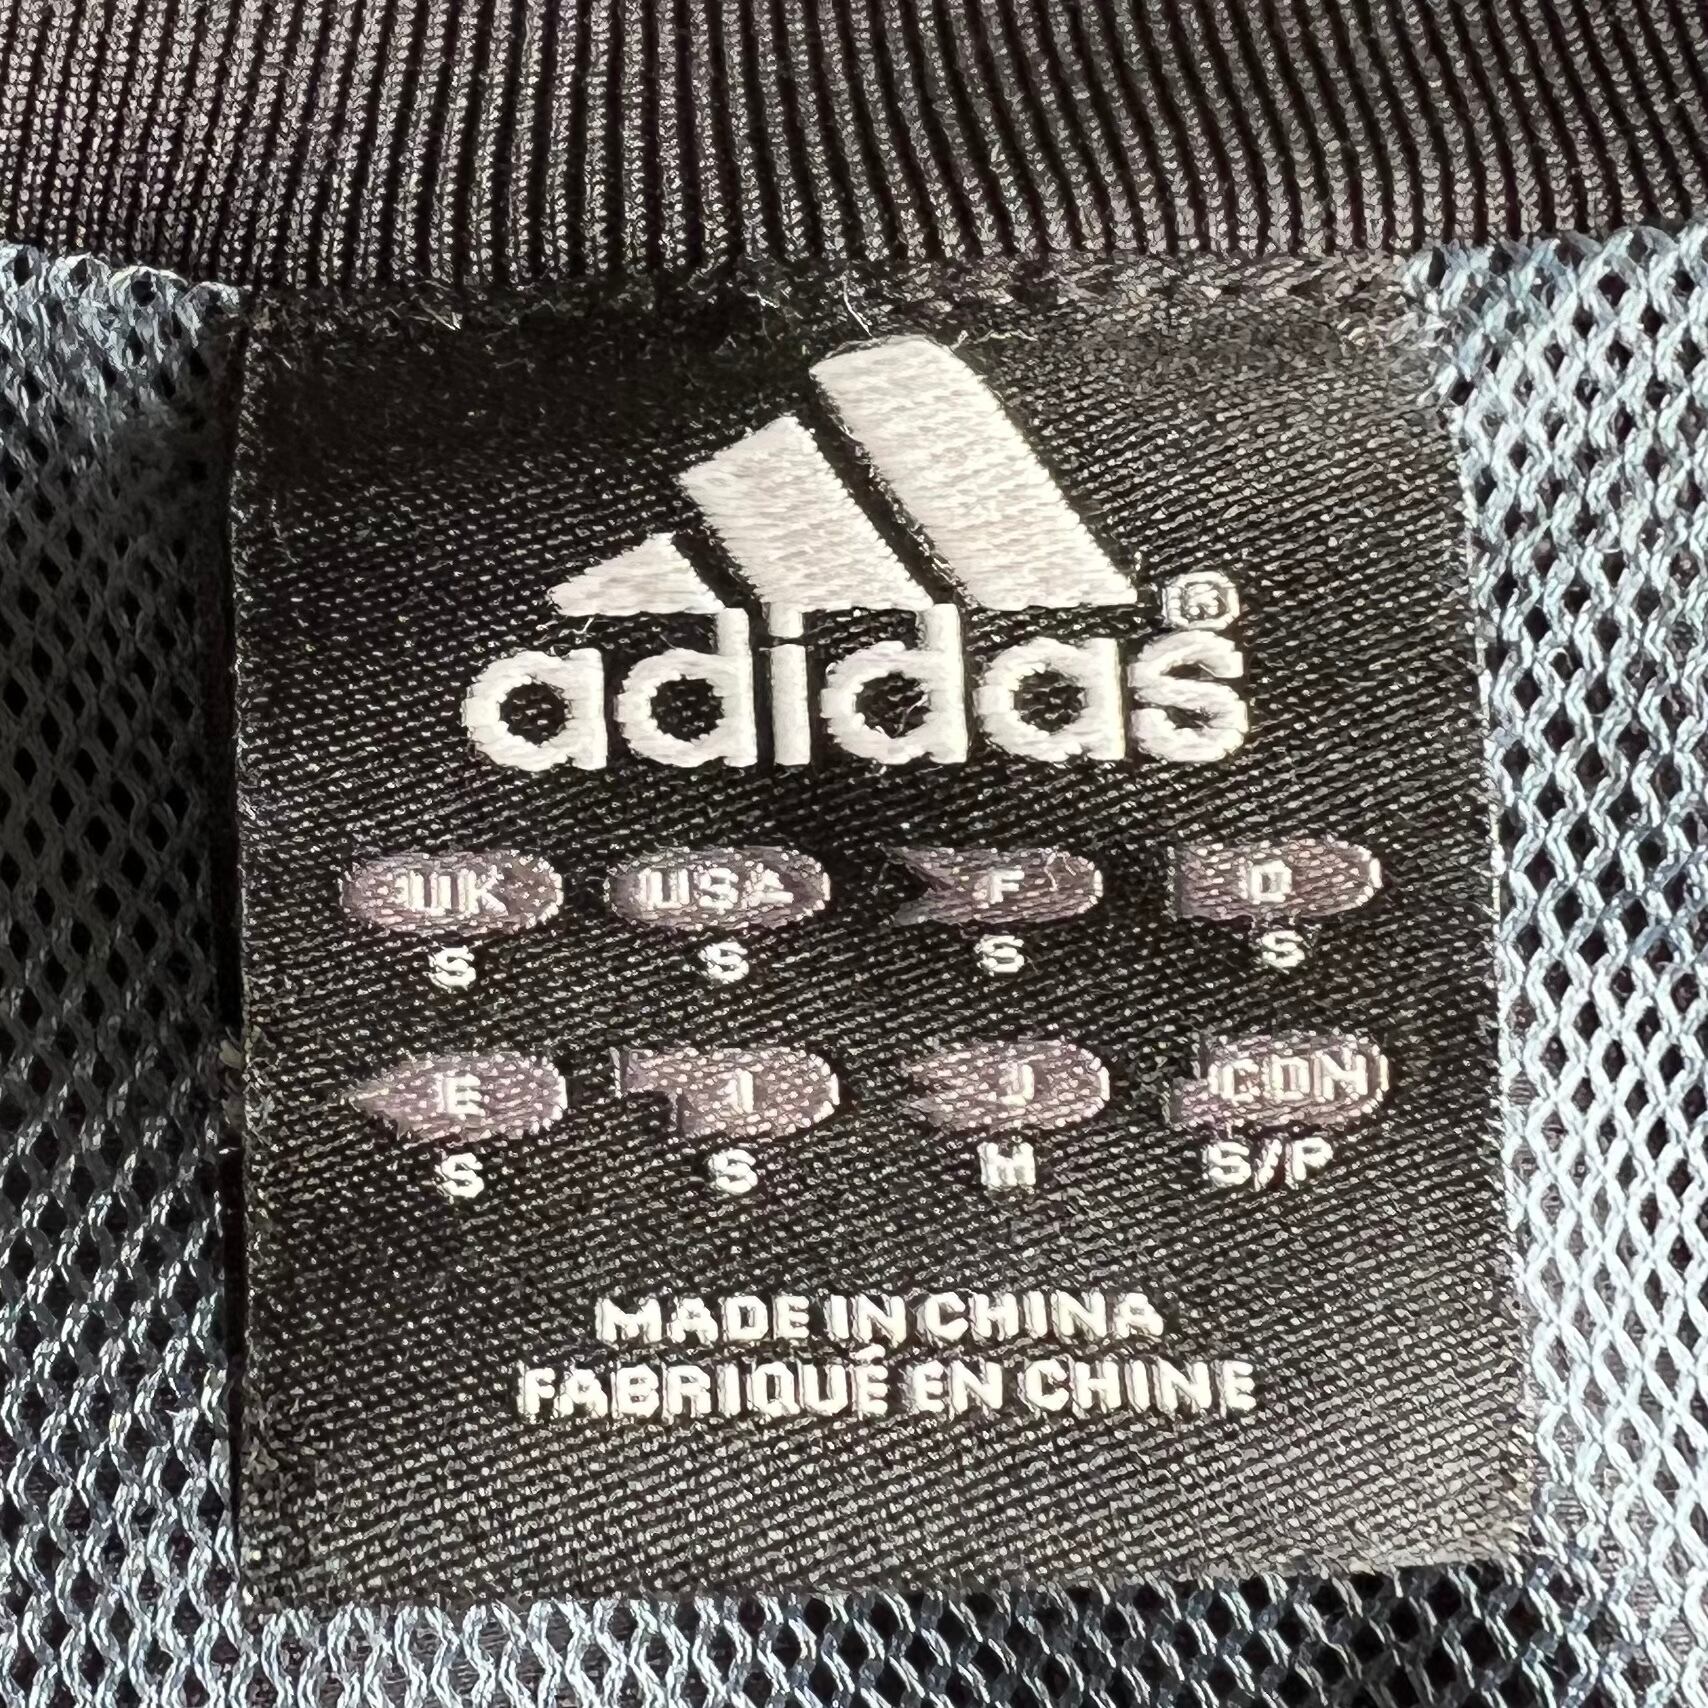 adidas®
UK USA F D
S S S S
E I J CDN
S S M S/P
MADE IN CHINA
FABRIQUÉ EN CHINE